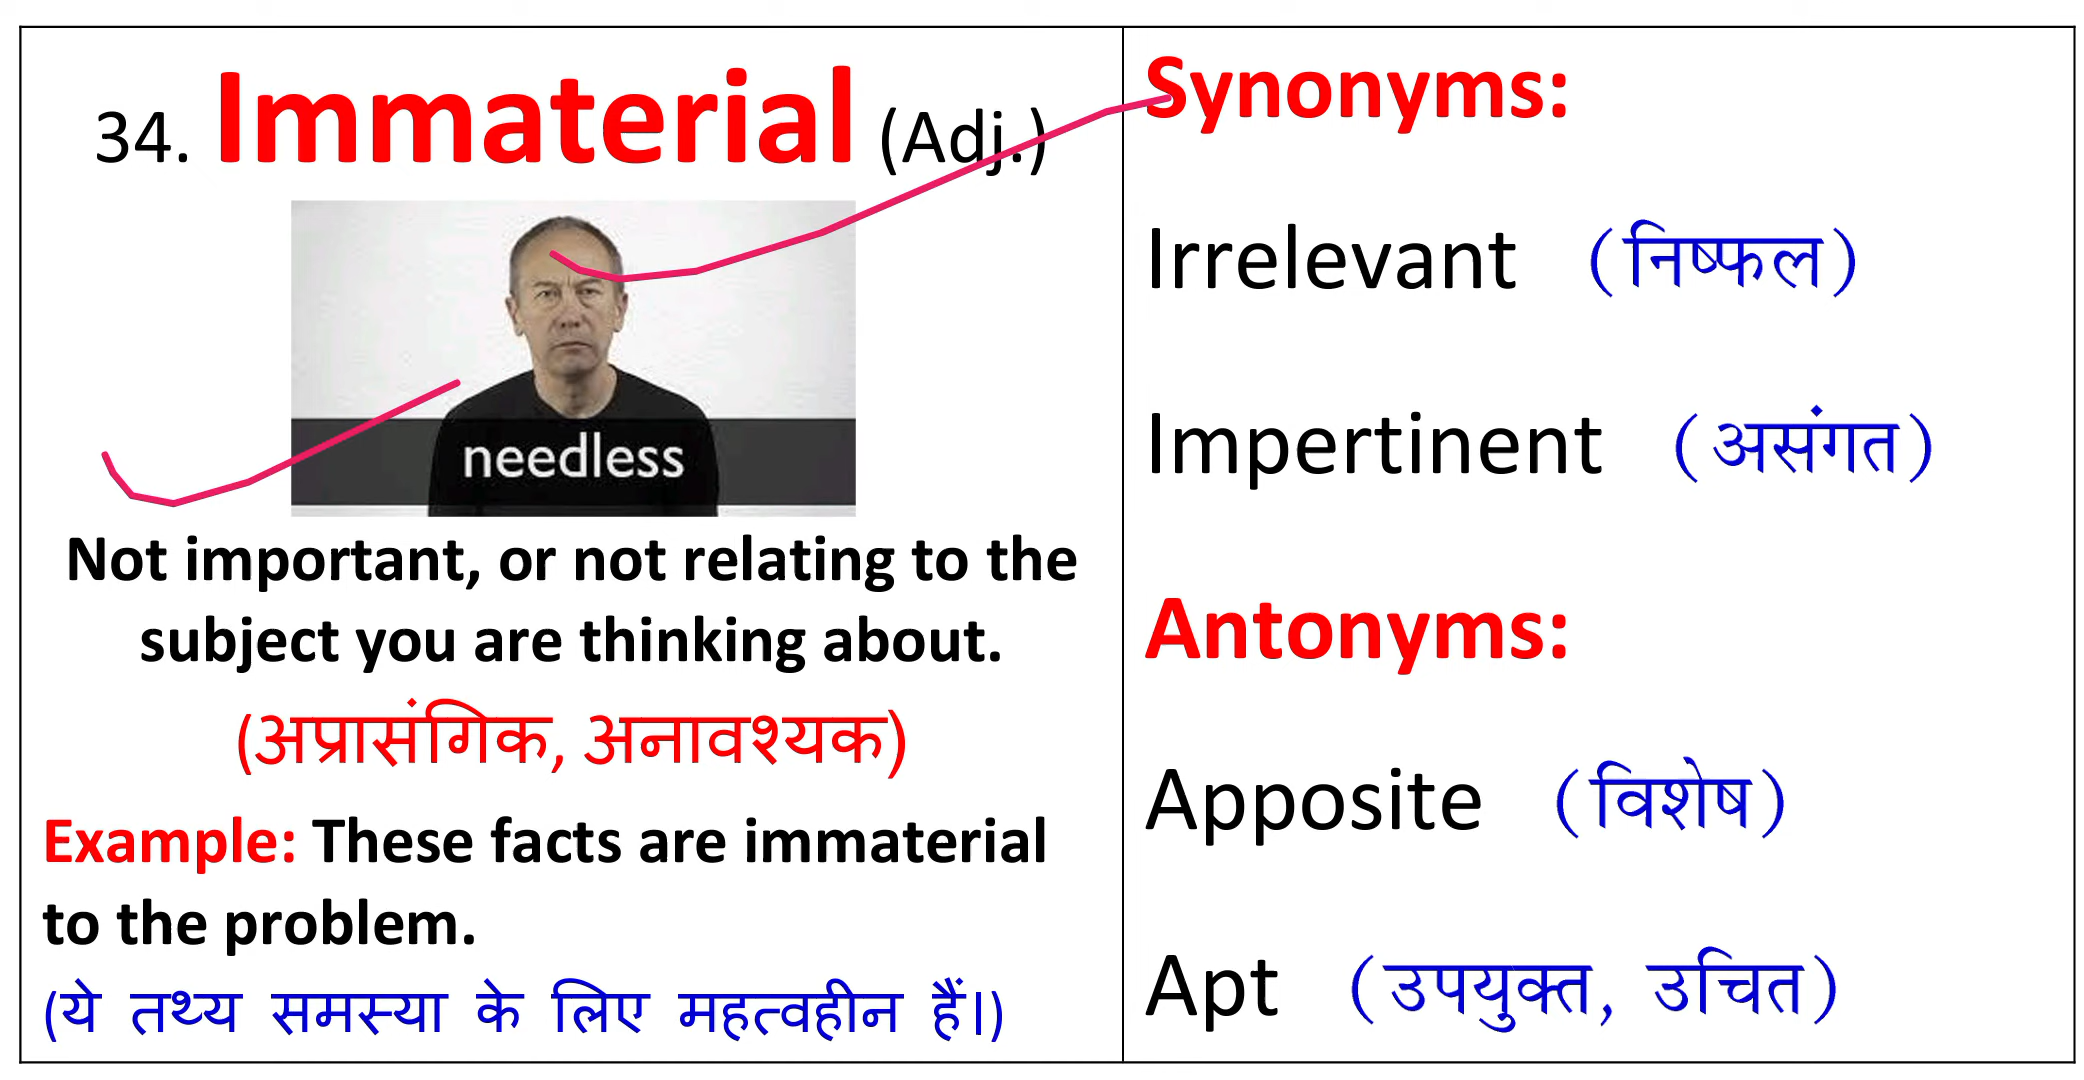 34. Immaterial (Adj.)
needless
Not important, or not relating to the
subject you are thinking about.
(अप्रासंगिक, अनावश्यक)
Example: These facts are immaterial
to the problem.
(ये तथ्य समस्या के लिए महत्वहीन हैं।)
Synonyms:
Irrelevant (निष्फल)
Impertinent (असंगत)
Antonyms:
Apposite (विशेष)
Apt (उपयुक्त, उचित)